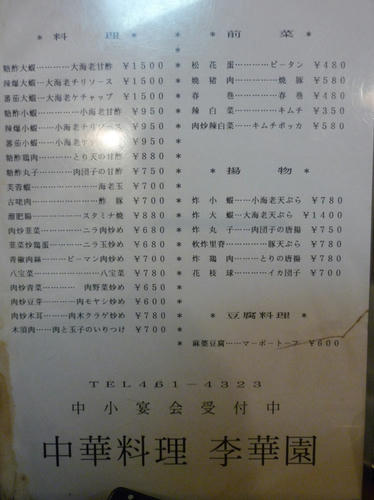 ＊ 料 理 ＊
糖酢大蝦…………大海老甘酢 ￥1500
辣爆大蝦…大海老チリソース ￥1500
蕃茄大蝦…大海老ケチャップ ￥1500
糖酢小蝦…………小海老甘酢 ￥950
辣爆小蝦…小海老チリソース ￥950
蕃茄小蝦…小海老ケチャップ ￥950
糖酢鶏肉………とり天の甘酢 ￥880
糖酢丸子………肉団子の甘酢 ￥750
芙蓉蝦………………海老玉 ￥700
古咾肉………………酢 豚 ￥700
溜肥腸…………スタミナ焼 ￥880
肉炒韮菜………ニラ肉炒め ￥680
韮菜炒鶏蛋………ニラ玉炒め ￥680
青椒肉絲……ピーマン肉炒め ￥700
八宝菜………………八宝菜 ￥780
肉炒青菜………肉野菜炒め ￥650
肉炒豆芽………肉モヤシ炒め ￥600
肉炒木耳……肉木クラゲ炒め ￥780
木須肉……肉と玉子のいりつけ ￥700
＊ 前 菜 ＊
松 花 蛋…………ピータン ￥480
焼 猪 肉…………焼 豚 ￥580
春 巻…………春 巻 ￥480
辣 白 菜…………キムチ ￥350
肉炒辣白菜……キムチポッカ ￥580
＊ 揚 物 ＊
炸 小 蝦……小海老天ぷら ￥780
炸 大 蝦…大海老天ぷら ￥1400
炸 丸 子……肉団子の唐揚 ￥750
軟炸里脊…………豚天ぷら ￥780
炸 鶏 肉………とりの唐揚 ￥780
花 枝 球…………イカ団子 ￥700
＊ 豆腐料理 ＊
麻婆豆腐……マーボートーフ ￥600
TEL461-4323
中 小 宴 会 受 付 中
中華料理 李華園